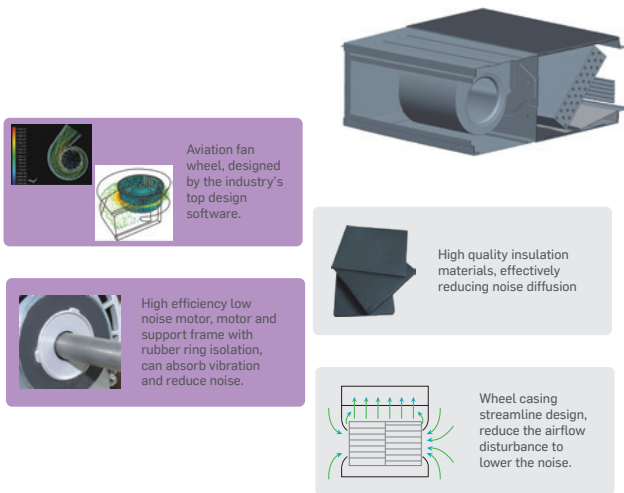 Aviation fan
wheel, designed
by the industry's
top design
software.
High efficiency low
noise motor, motor and
support frame with
rubber ring isolation,
can absorb vibration
and reduce noise.
High quality insulation
materials, effectively
reducing noise diffusion
Wheel casing
streamline design,
reduce the airflow
disturbance to
lower the noise.